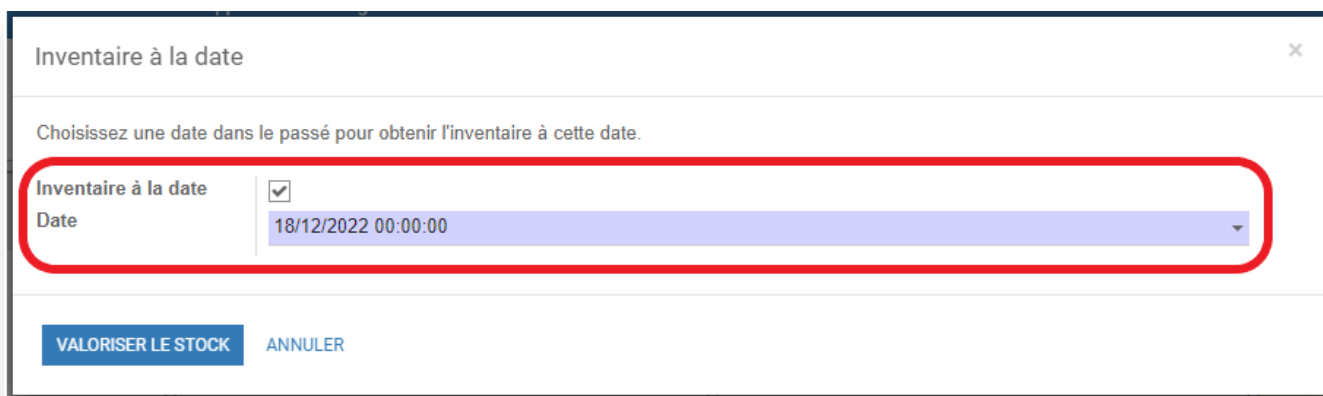 Inventaire à la date
×
Choisissez une date dans le passé pour obtenir l'inventaire à cette date.
Inventaire à la date
Date
18/12/2022 00:00:00
VALORISER LE STOCK
ANNULER